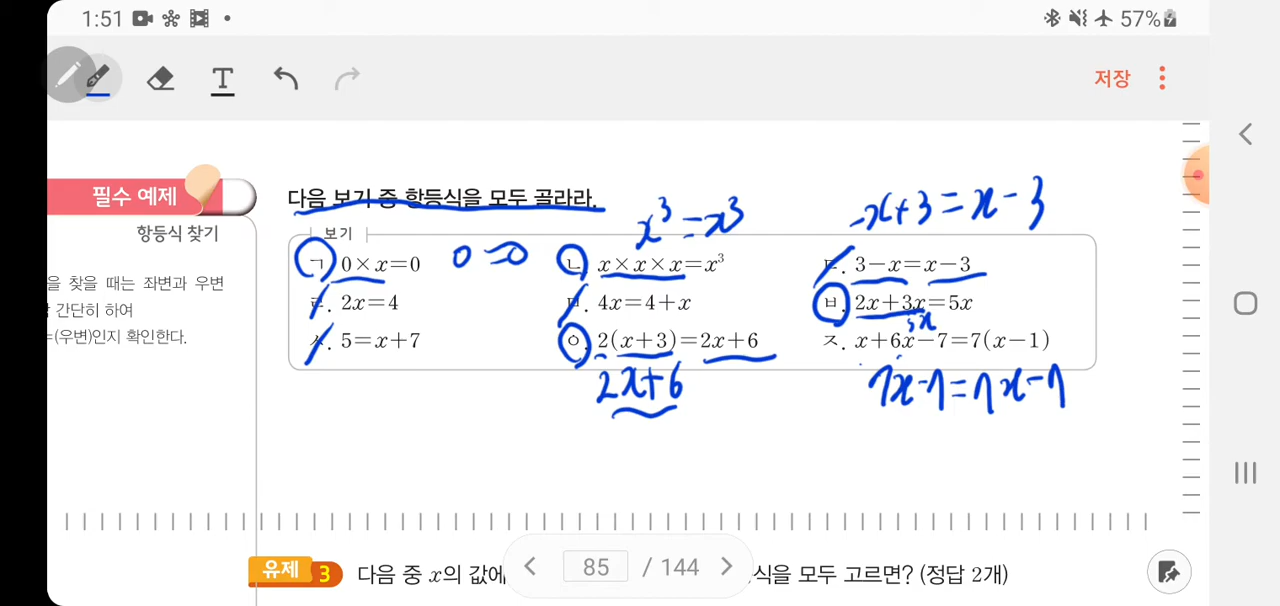 1:51
57%
T
저장
필수 예제
다음 보기 중 항등식을 모두 골라라.
항등식 찾기
x³=x³
-x+3=x-3
보기
ㄱ. 0×x=0
0=0
ㄴ. x×x×x=x³
ㄷ. 3-x=x-3
을 찾을 때는 좌변과 우변
ㄹ. 2x=4
ㅁ. 4x=4+x
ㅂ. 2x+3x=5x
5x
간단히 하여
=(우변)인지 확인한다.
ㅅ. 5=x+7
ㅇ. 2(x+3)=2x+6
ㅈ. x+6x-7=7(x-1)
2x+6
7x-7=7x-7
유제 3 다음 중 x의 값에
식을 모두 고르면? (정답 2개)
85 / 144